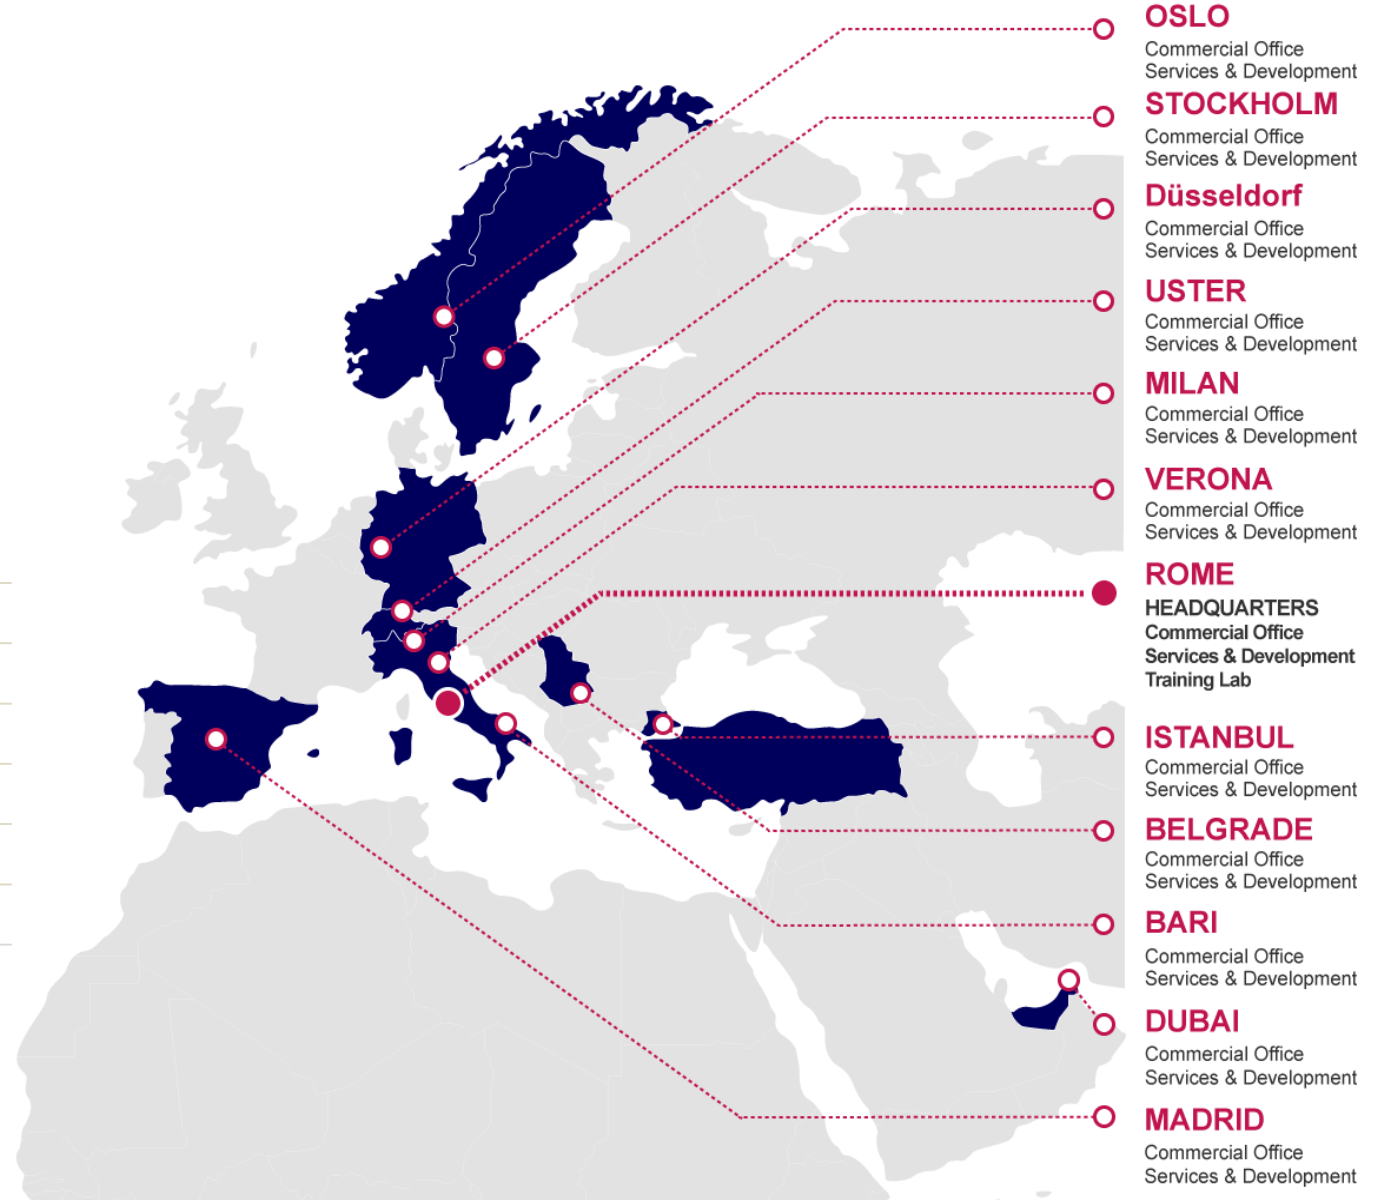 OSLO
Commercial Office
Services & Development
STOCKHOLM
Commercial Office
Services & Development
Düsseldorf
Commercial Office
Services & Development
USTER
Commercial Office
Services & Development
MILAN
Commercial Office
Services & Development
VERONA
Commercial Office
Services & Development
ROME
HEADQUARTERS
Commercial Office
Services & Development
Training Lab
ISTANBUL
Commercial Office
Services & Development
BELGRADE
Commercial Office
Services & Development
BARI
Commercial Office
Services & Development
DUBAI
Commercial Office
Services & Development
MADRID
Commercial Office
Services & Development